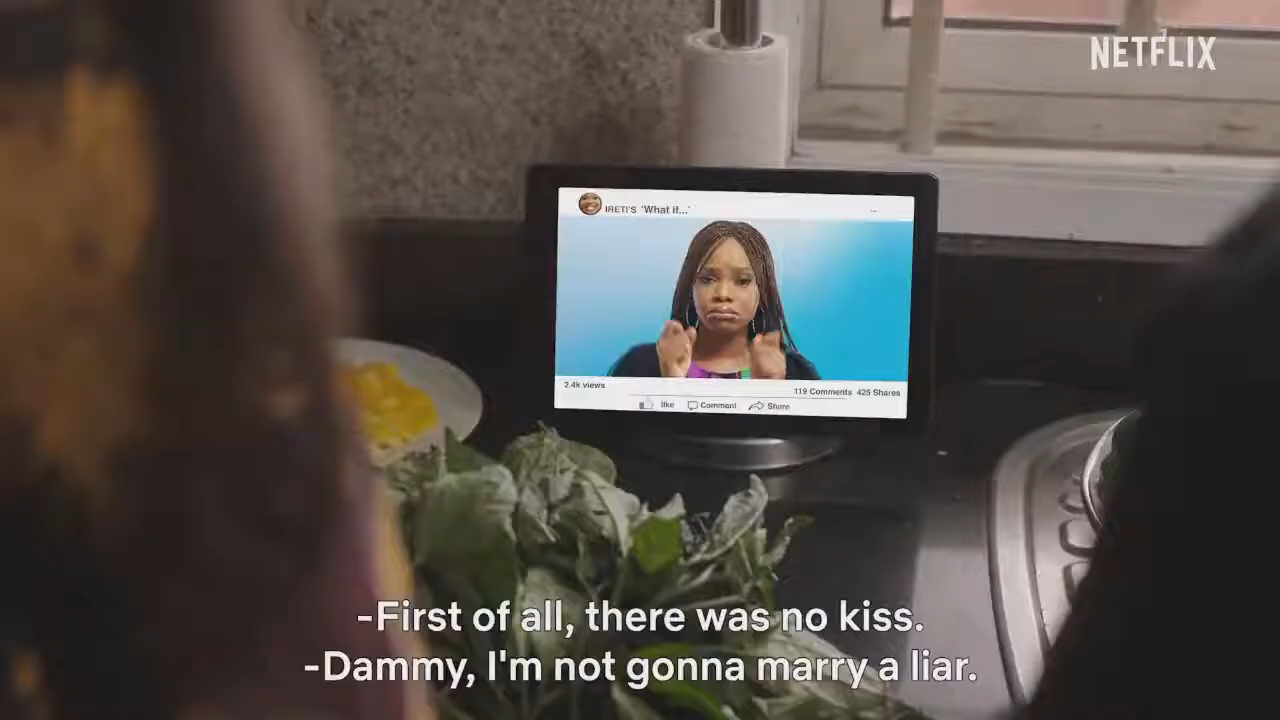 NETFLIX
IRETI'S 'What if...'
...
2.4k views
119 Comments 425 Shares
like Comment Share
-First of all, there was no kiss.
-Dammy, I'm not gonna marry a liar.